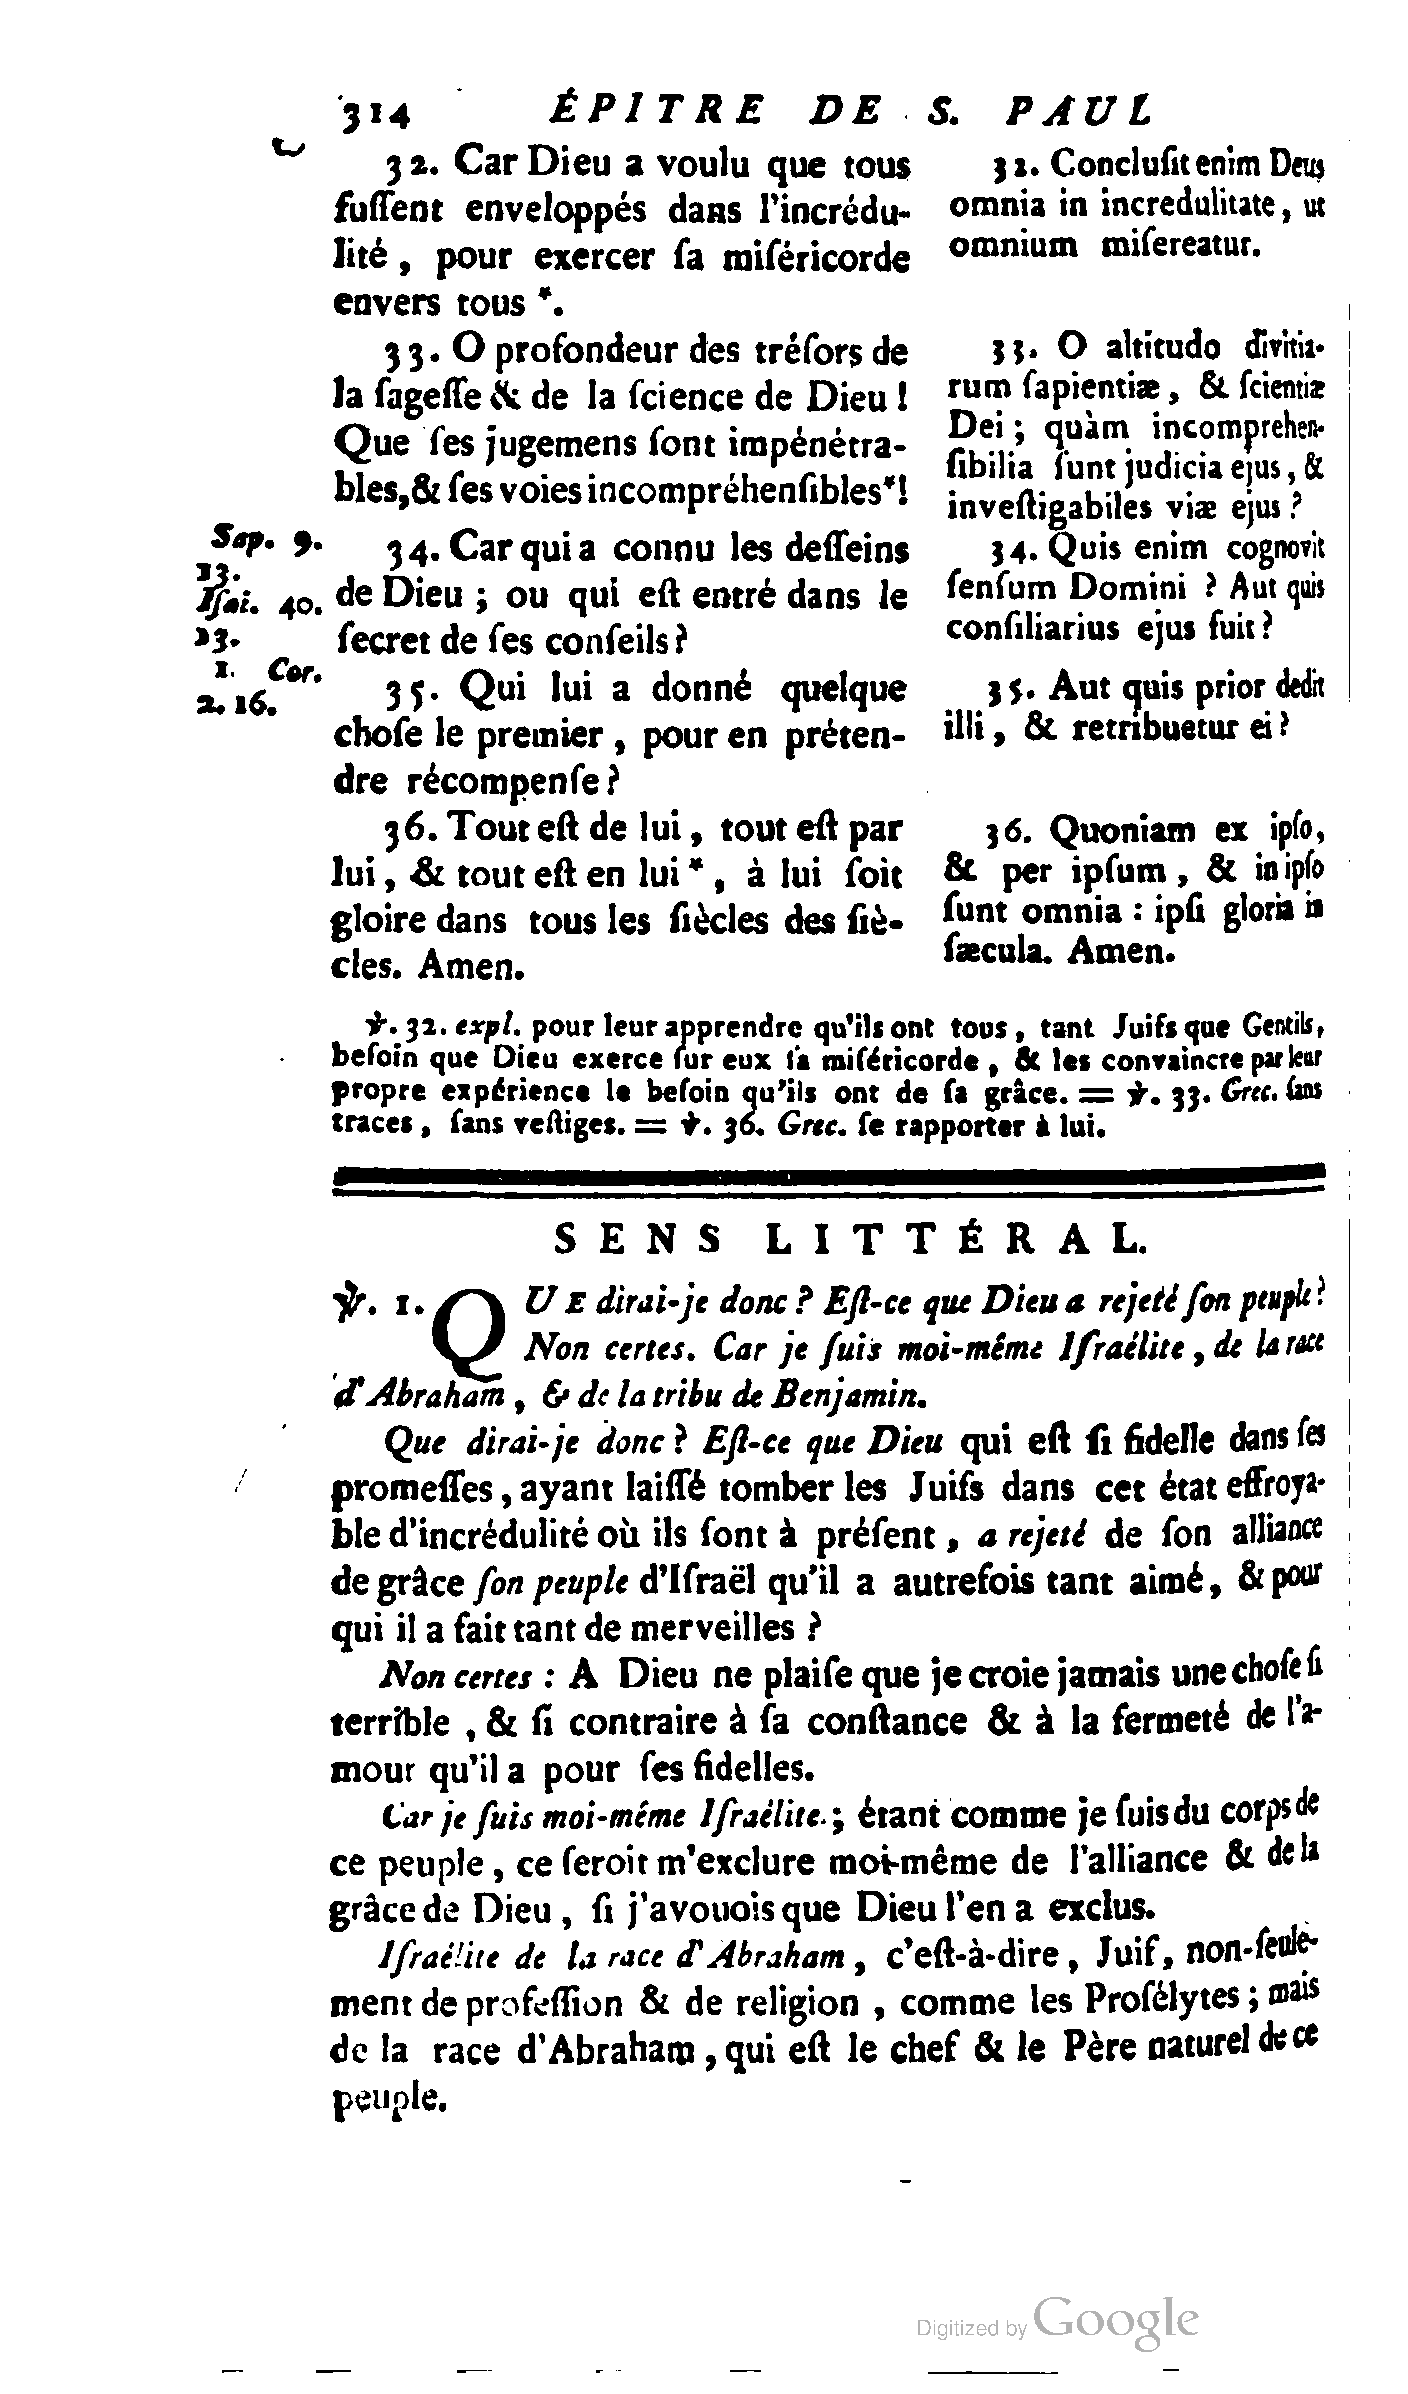 314 ÉPITRE DE S. PAUL
32. Car Dieu a voulu que tous
fuſſent enveloppés dans l'incrédu-
lité, pour exercer ſa miſéricorde
envers tous *.
33. O profondeur des tréſors de
la ſageſſe & de la ſcience de Dieu !
Que ſes jugemens ſont impénétra-
bles, & ſes voies incompréhenſibles* !
34. Car qui a connu les deſſeins
de Dieu ; ou qui eſt entré dans le
ſecret de ſes conſeils ?
35. Qui lui a donné quelque
choſe le premier, pour en préten-
dre récompenſe ?
36. Tout eſt de lui, tout eſt par
lui, & tout eſt en lui *, à lui ſoit
gloire dans tous les ſiècles des ſiè-
cles. Amen.
Sap. 9.
13.
Iſai. 40.
13.
1. Cor.
2. 16.
32. Concluſit enim Deus
omnia in incredulitate, ut
omnium miſereatur.
33. O altitudo divitia-
rum ſapientiæ, & ſcientiæ
Dei ; quàm incomprehen-
ſibilia ſunt judicia ejus, &
inveſtigabiles viæ ejus ?
34. Quis enim cognovit
ſenſum Domini ? Aut quis
conſiliarius ejus fuit ?
35. Aut quis prior dedit
illi, & retribuetur ei ?
36. Quoniam ex ipſo,
& per ipſum, & in ipſo
ſunt omnia : ipſi gloria in
ſæcula. Amen.
℣. 32. expl. pour leur apprendre qu'ils ont tous, tant Juifs que Gentils,
beſoin que Dieu exerce ſur eux ſa miſéricorde, & les convaincre par leur
propre expérience le beſoin qu'ils ont de ſa grâce. = ℣. 33. Grec. ſans
traces, ſans veſtiges. = ℣. 36. Grec. ſe rapporter à lui.
SENS LITTÉRAL.
℣. 1. QUE dirai-je donc ? Eſt-ce que Dieu a rejeté ſon peuple ?
Non certes. Car je ſuis moi-même Iſraélite, de la race
d'Abraham, & de la tribu de Benjamin.
Que dirai-je donc ? Eſt-ce que Dieu qui eſt ſi fidelle dans ſes
promeſſes, ayant laiſſé tomber les Juifs dans cet état effroya-
ble d'incrédulité où ils ſont à préſent, a rejeté de ſon alliance
de grâce ſon peuple d'Iſraël qu'il a autrefois tant aimé, & pour
qui il a fait tant de merveilles ?
Non certes : A Dieu ne plaiſe que je croie jamais une choſe ſi
terrible, & ſi contraire à ſa conſtance & à la fermeté de l'a-
mour qu'il a pour ſes fidelles.
Car je ſuis moi-même Iſraélite ; étant comme je ſuis du corps de
ce peuple, ce ſeroit m'exclure moi-même de l'alliance & de la
grâce de Dieu, ſi j'avouois que Dieu l'en a exclus.
Iſraélite de la race d'Abraham, c'eſt-à-dire, Juif, non-ſeule-
ment de profeſſion & de religion, comme les Proſélytes ; mais
de la race d'Abraham, qui eſt le chef & le Père naturel de ce
peuple.
Digitized by Google